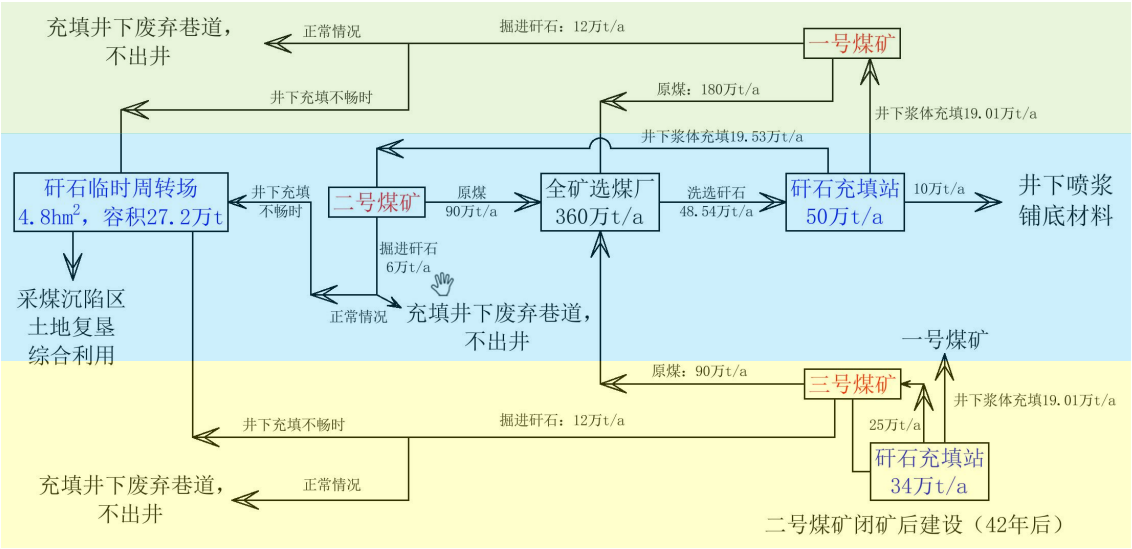 充填井下废弃巷道，
不出井
正常情况
掘进矸石：12万t/a
一号煤矿
井下充填不畅时
原煤：180万t/a
井下浆体充填19.01万t/a
井下浆体充填19.53万t/a
矸石临时周转场
4.8hm²，容积27.2万t
井下充填
不畅时
二号煤矿
原煤
90万t/a
全矿选煤厂
360万t/a
洗选矸石
48.54万t/a
矸石充填站
50万t/a
10万t/a
井下喷浆
铺底材料
掘进矸石
6万t/a
采煤沉陷区
土地复垦
综合利用
正常情况
充填井下废弃巷道，
不出井
一号煤矿
原煤：90万t/a
三号煤矿
井下浆体充填19.01万t/a
井下充填不畅时
掘进矸石：12万t/a
25万t/a
矸石充填站
34万t/a
充填井下废弃巷道，
不出井
正常情况
二号煤矿闭矿后建设（42年后）